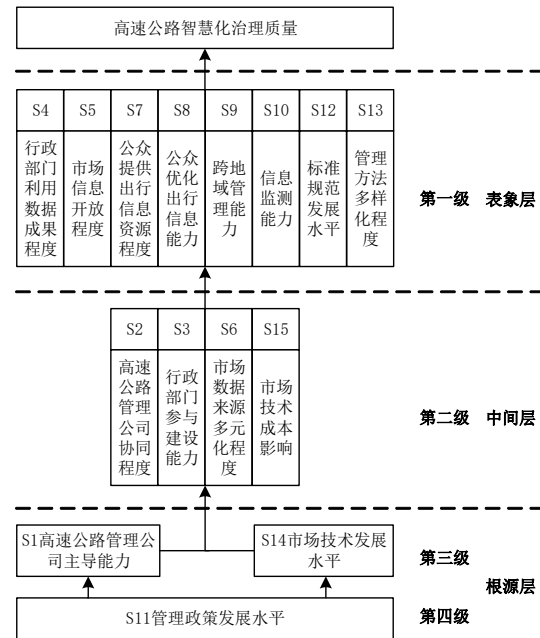 高速公路智慧化治理质量
S4
S5
S7
S8
S9
S10
S12
S13
行政
部门
利用
数据
成果
程度
市场
信息
开放
程度
公众
提供
出行
信息
资源
程度
公众
优化
出行
信息
能力
跨地
域管
理能
力
信息
监测
能力
标准
规范
发展
水平
管理
方法
多样
化程
度
第一级 表象层
S2
S3
S6
S15
高速
公路
管理
公司
协同
程度
行政
部门
参与
建设
能力
市场
数据
来源
多元
化程
度
市场
技术
成本
影响
第二级 中间层
S1高速公路管理公
司主导能力
S14市场技术发展
水平
第三级
根源层
S11管理政策发展水平
第四级